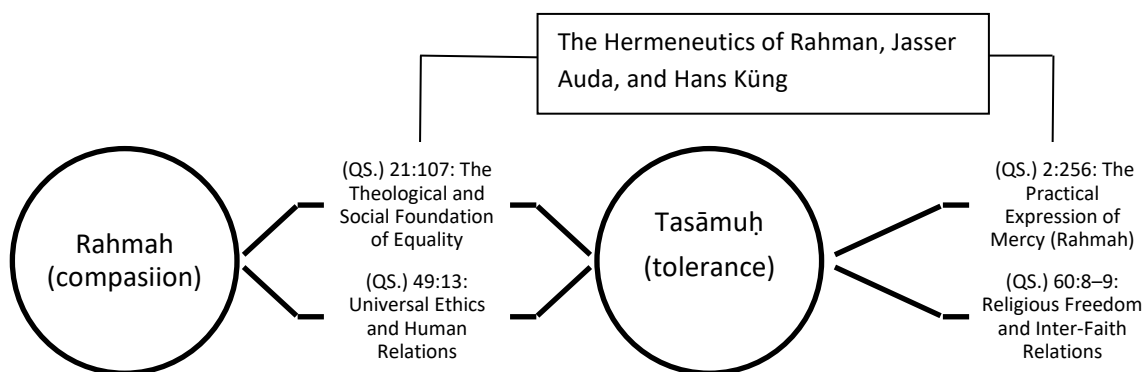 The Hermeneutics of Rahman, Jasser
Auda, and Hans Küng
Rahmah
(compasiion)
(QS.) 21:107: The
Theological and
Social Foundation
of Equality
(QS.) 49:13:
Universal Ethics
and Human
Relations
Tasāmuḥ
(tolerance)
(QS.) 2:256: The
Practical
Expression of
Mercy (Rahmah)
(QS.) 60:8–9:
Religious Freedom
and Inter-Faith
Relations